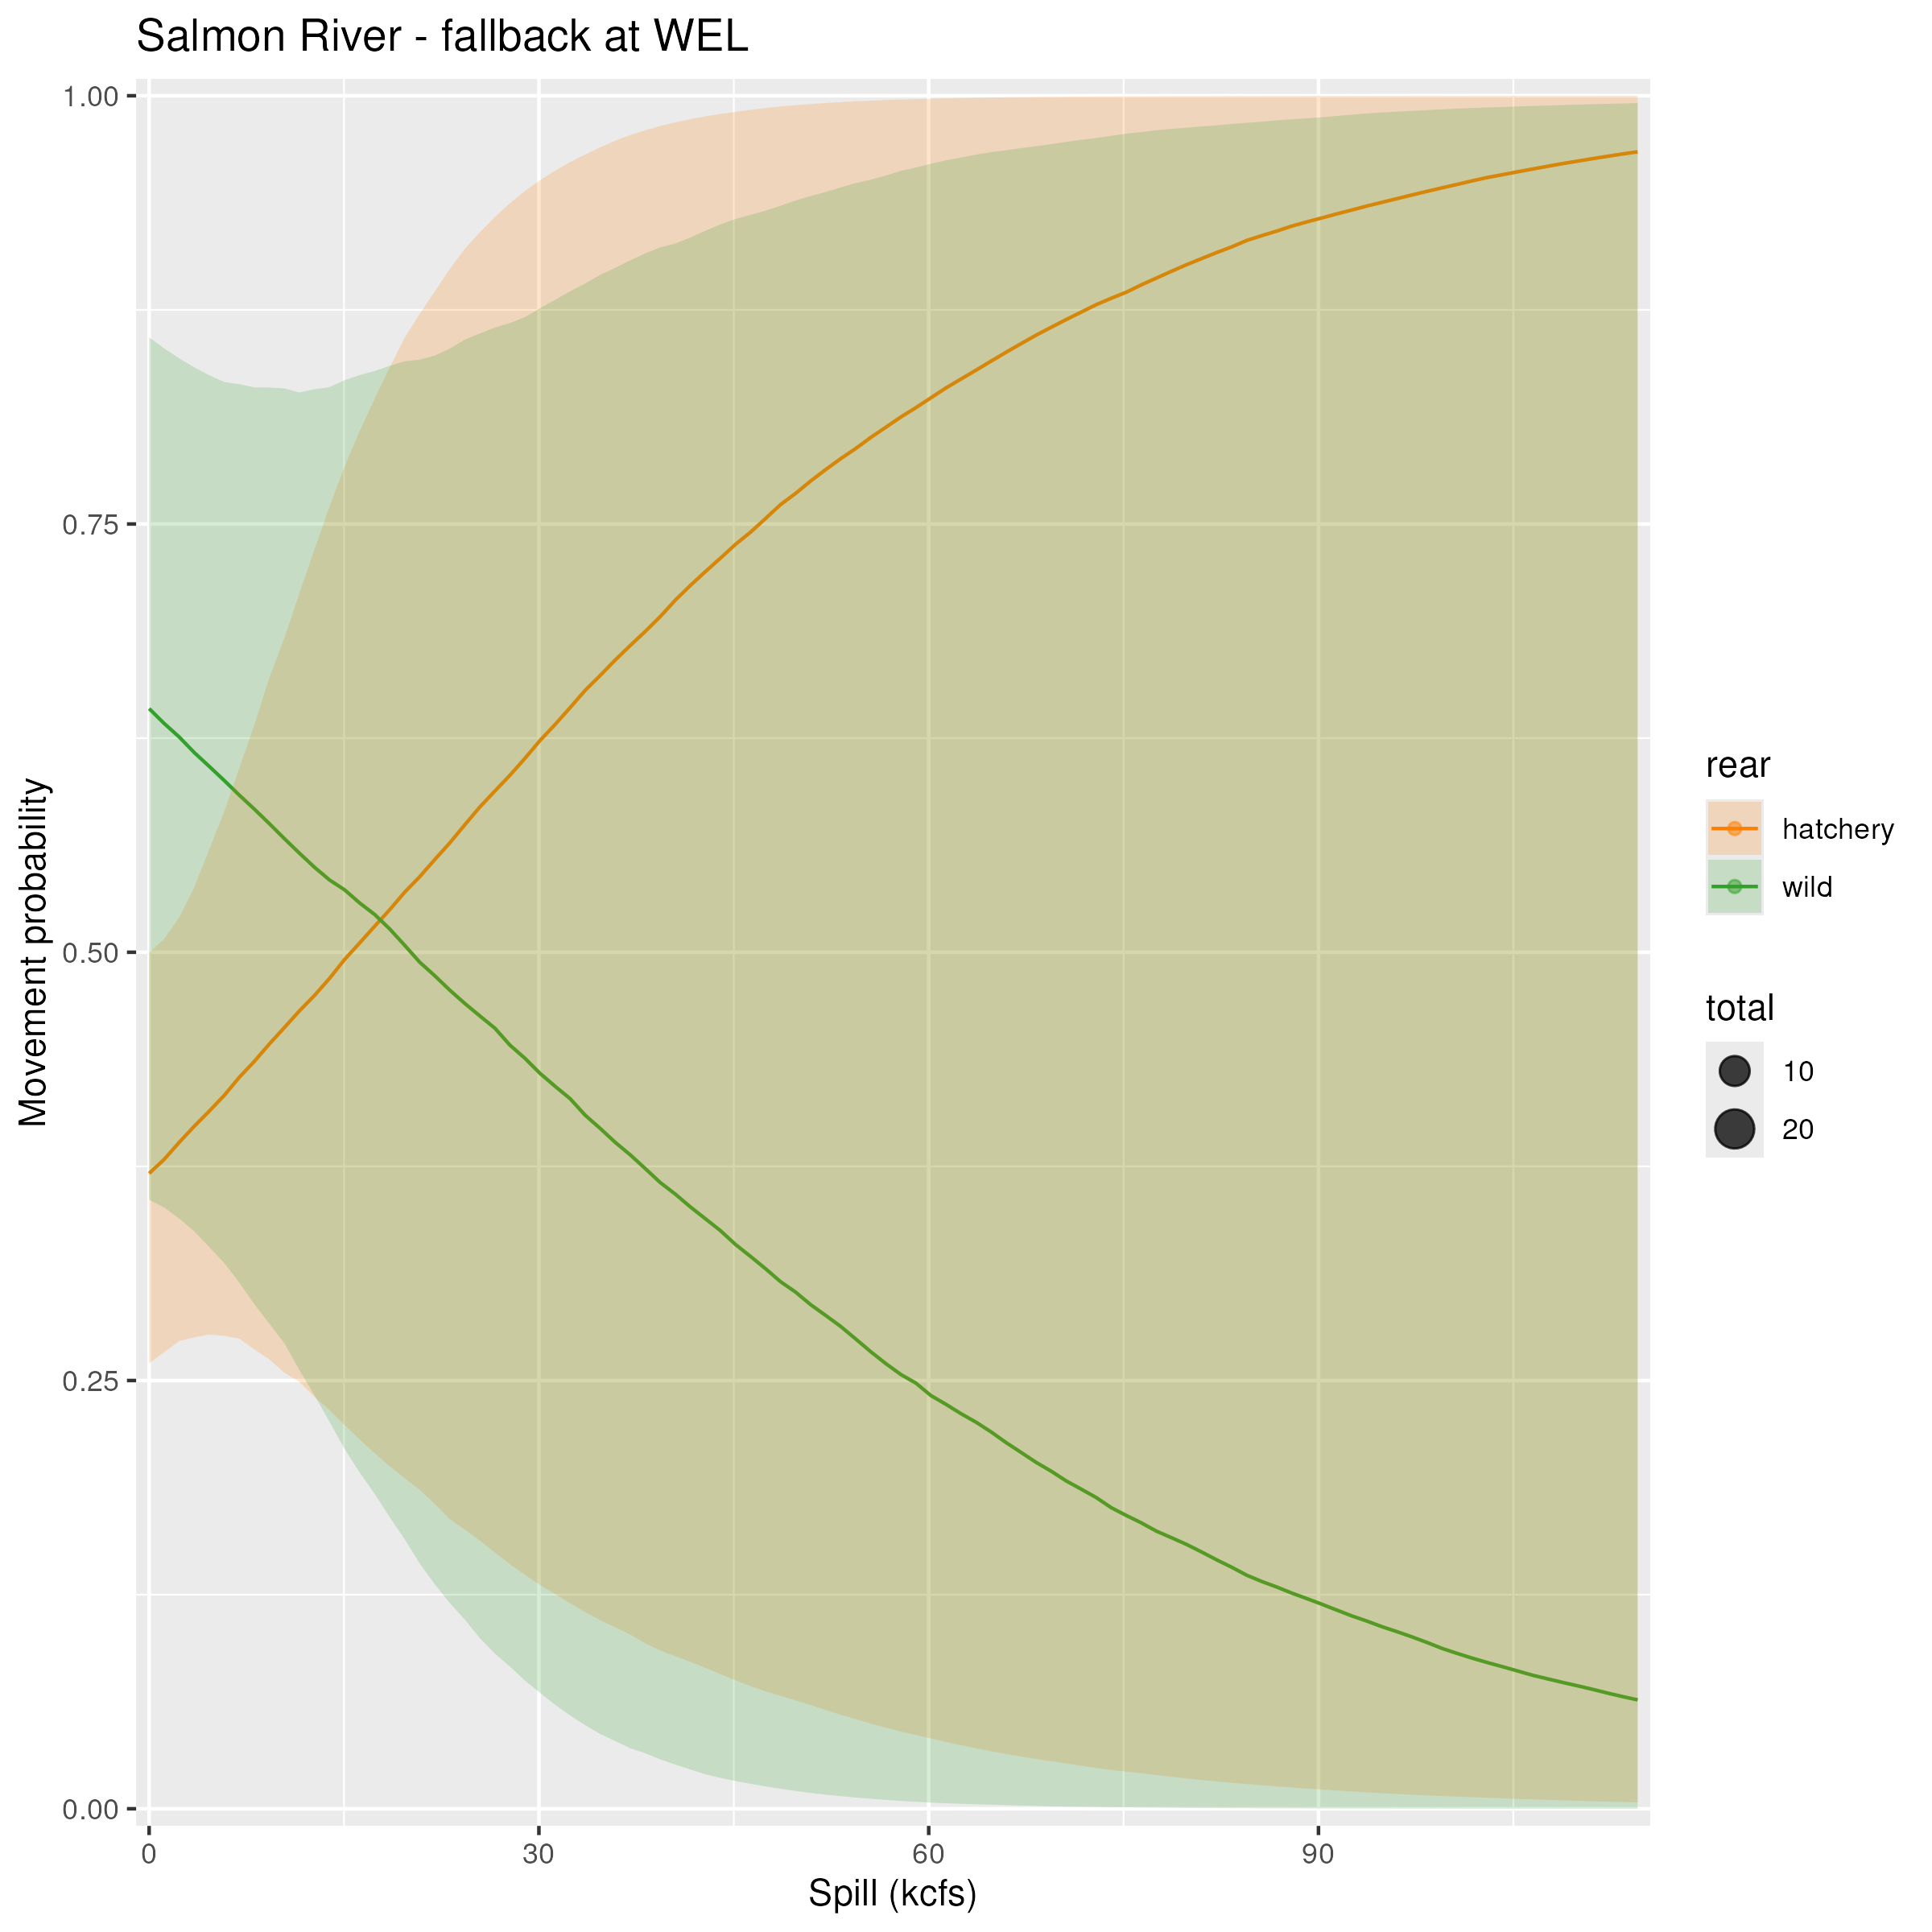 Salmon River - fallback at WEL
Movement probability
1.00
0.75
0.50
0.25
0.00
0
30
60
90
Spill (kcfs)
rear
hatchery
wild
total
10
20